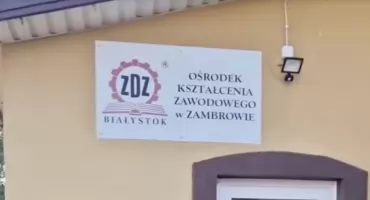 ZDZ
BIAŁYSTOK
OŚRODEK
KSZTAŁCENIA
ZAWODOWEGO
w ZAMBROWIE